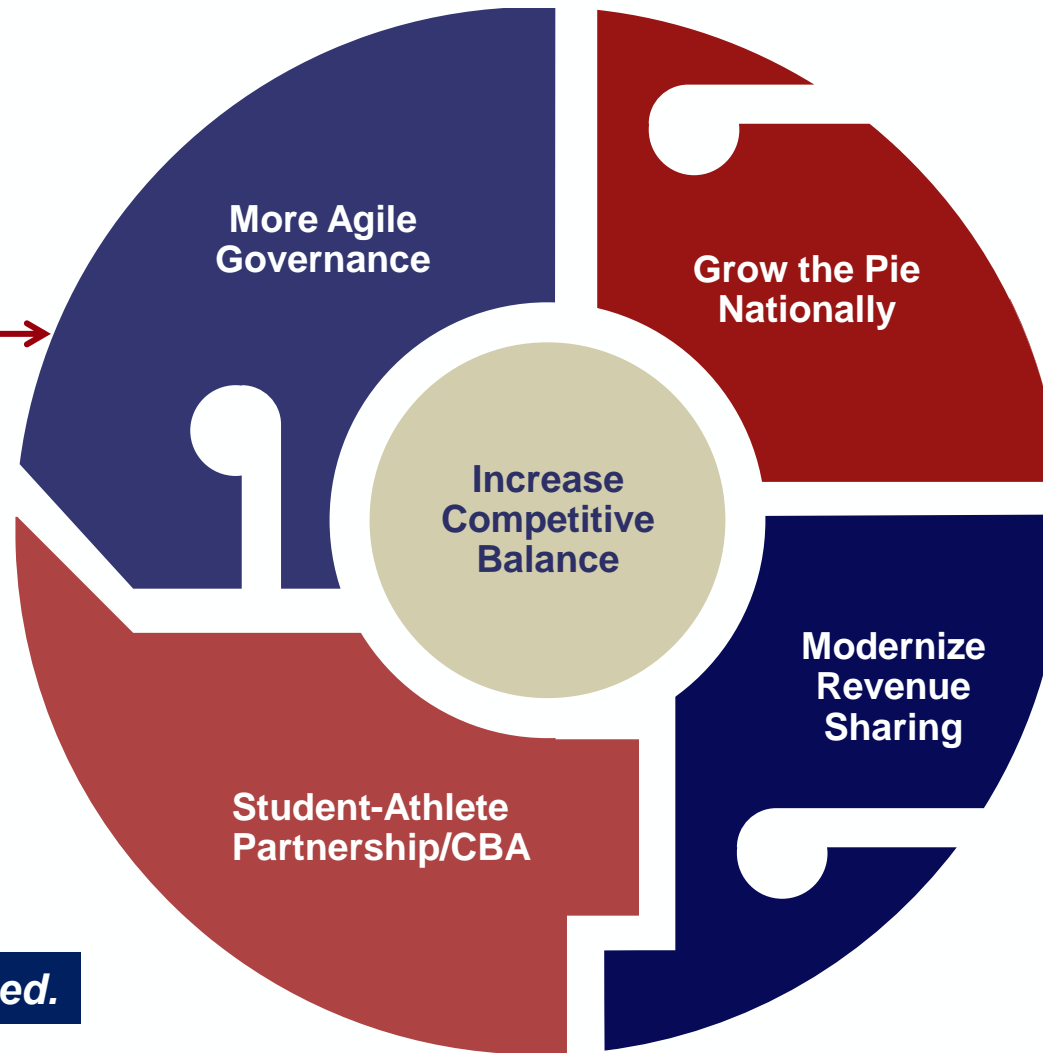 More Agile
Governance
Grow the Pie
Nationally
Increase
Competitive
Balance
Modernize
Revenue
Sharing
Student-Athlete
Partnership/CBA
ed.